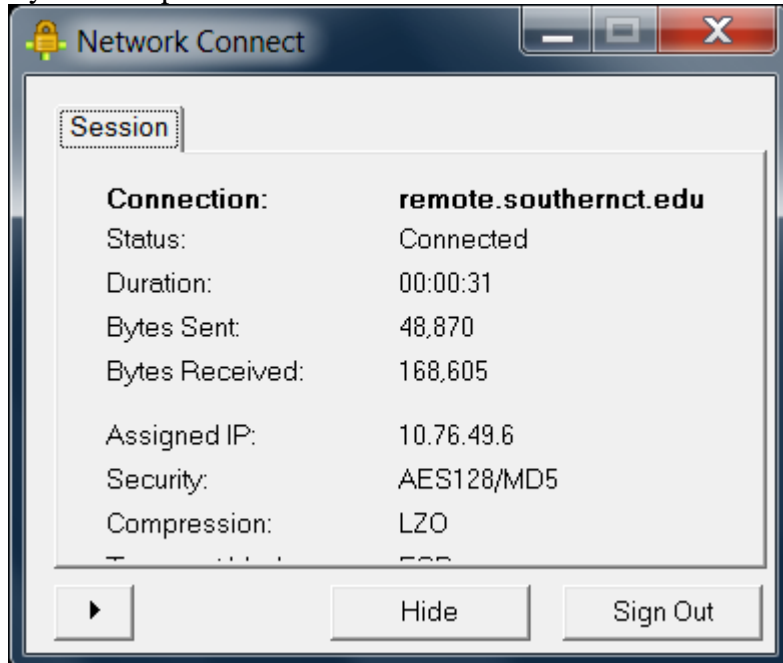 Network Connect
Session
Connection: remote.southernct.edu
Status: Connected
Duration: 00:00:31
Bytes Sent: 48,870
Bytes Received: 168,605
Assigned IP: 10.76.49.6
Security: AES128/MD5
Compression: LZO
Hide Sign Out